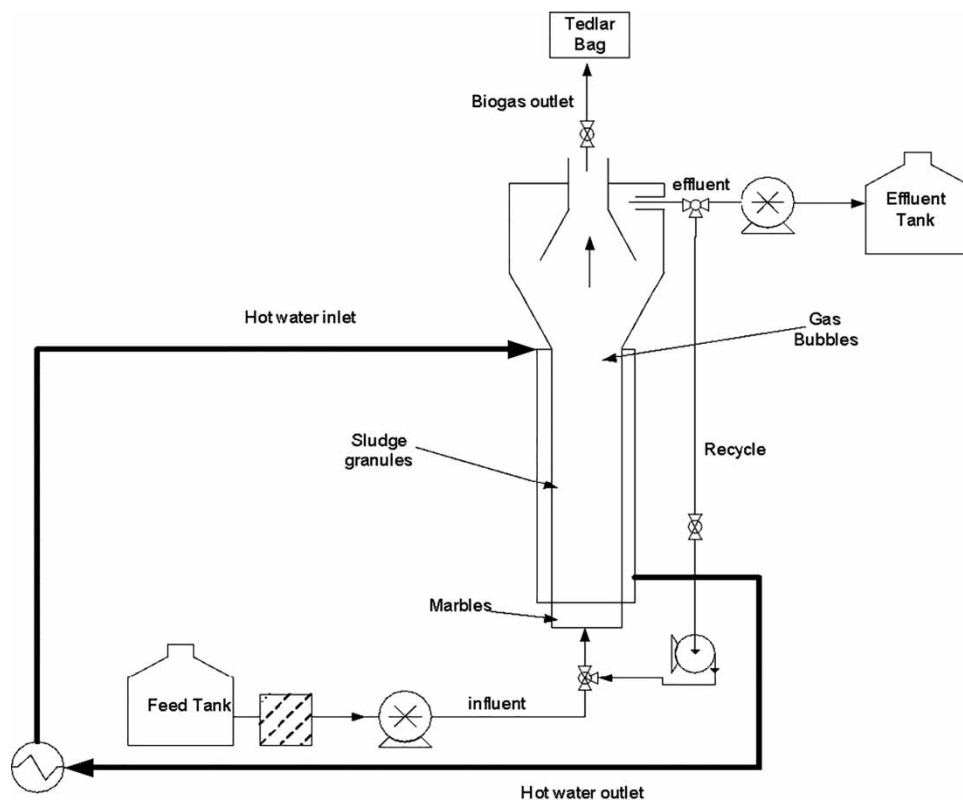 Tedlar
Bag
Biogas outlet
effluent
Effluent
Tank
Hot water inlet
Gas
Bubbles
Sludge
granules
Recycle
Marbles
Feed Tank
influent
Hot water outlet